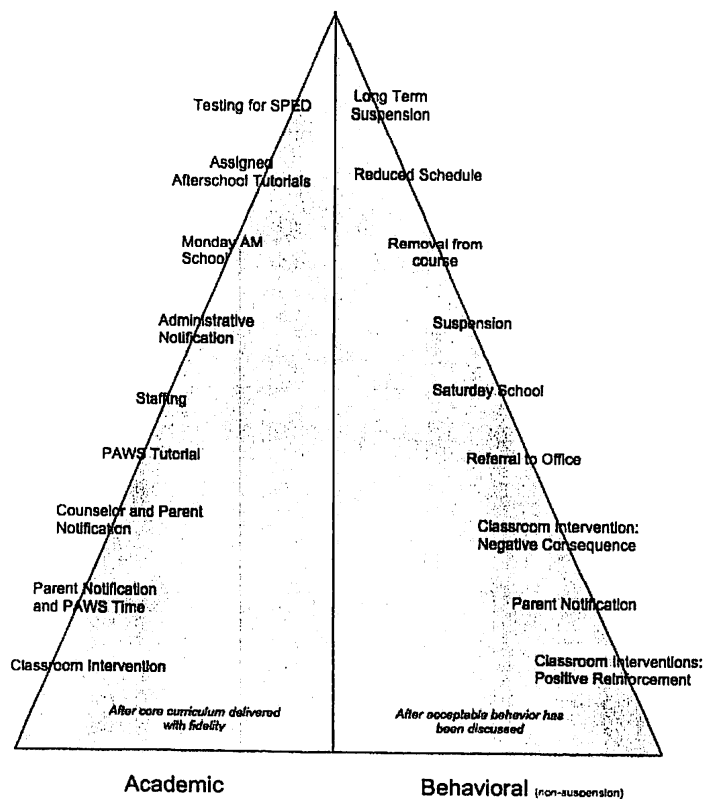 Testing for SPED
Long Term
Suspension
Assigned
Afterschool Tutorials
Reduced Schedule
Monday AM
School
Removal from
course
Administrative
Notification
Suspension
Staffing
Saturday School
PAWS Tutorial
Referral to Office
Counselor and Parent
Notification
Classroom Intervention:
Negative Consequence
Parent Notification
and PAWS Time
Parent Notification
Classroom Intervention
Classroom Interventions:
Positive Reinforcement
After core curriculum delivered
with fidelity
After acceptable behavior has
been discussed
Academic
Behavioral (non-suspension)